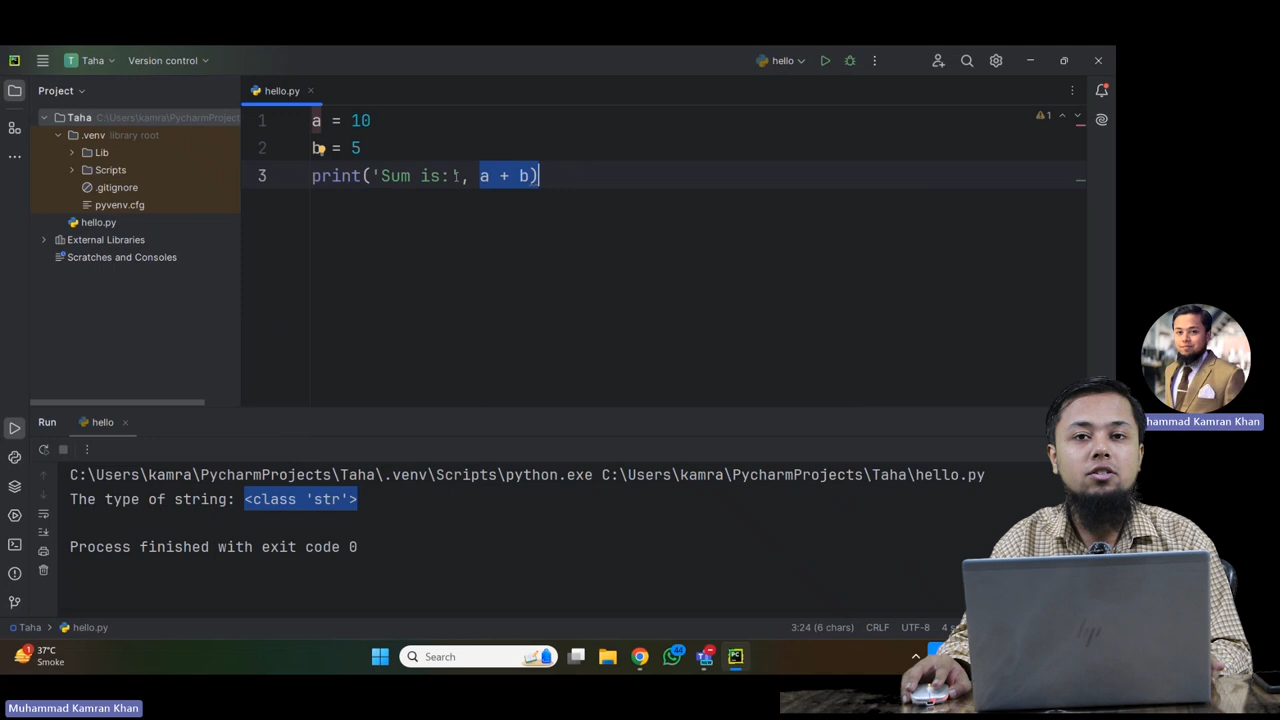 Taha
Version control
hello
Project
hello.py
Taha C:\Users\kamra\PycharmProject
.venv library root
Lib
Scripts
.gitignore
pyvenv.cfg
hello.py
External Libraries
Scratches and Consoles
1 a = 10
2 b = 5
3 print('Sum is:', a + b)
1
Run
hello
C:\Users\kamra\PycharmProjects\Taha\.venv\Scripts\python.exe C:\Users\kamra\PycharmProjects\Taha\hello.py
The type of string: <class 'str'>
Process finished with exit code 0
Taha > hello.py
3:24 (6 chars)
CRLF
UTF-8
4
37°C
Smoke
Search
44
Khan
Muhammad Kamran Khan
hp